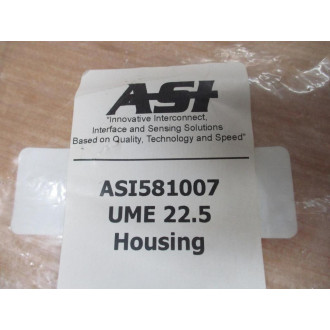 ASI
"Innovative Interconnect,
Interface and Sensing Solutions
Based on Quality, Technology and Speed"
ASI581007
UME 22.5
Housing